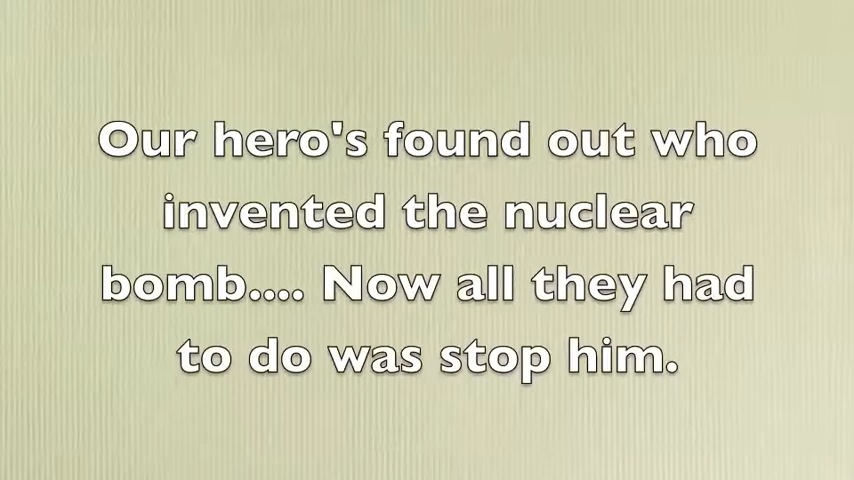 Our hero's found out who
invented the nuclear
bomb.... Now all they had
to do was stop him.